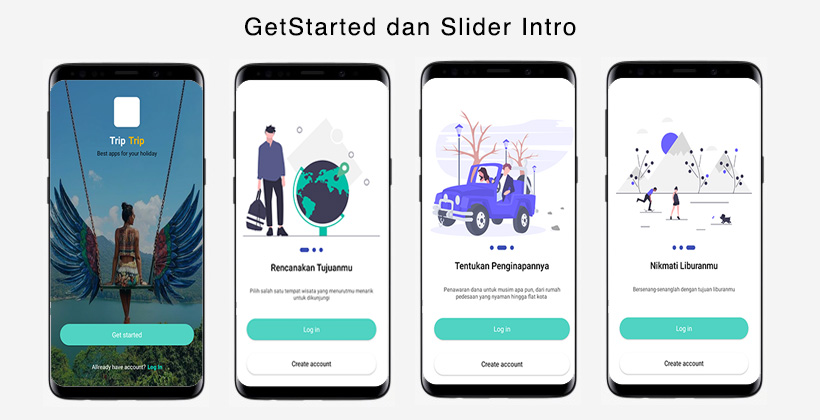 GetStarted dan Slider Intro
Trip Trip
Best apps for your holiday
Get started
Allready have account? Log in
Rencanakan Tujuanmu
Pilih salah satu tempat wisata yang menurutmu menarik
untuk dikunjungi
Log in
Create account
Tentukan Penginapannya
Penawaran dana untuk musim apa pun, dari rumah
pedesaan yang nyaman hingga flat kota
Log in
Create account
Nikmati Liburanmu
Bersenang-senanglah dengan tujuan liburanmu
Log in
Create account